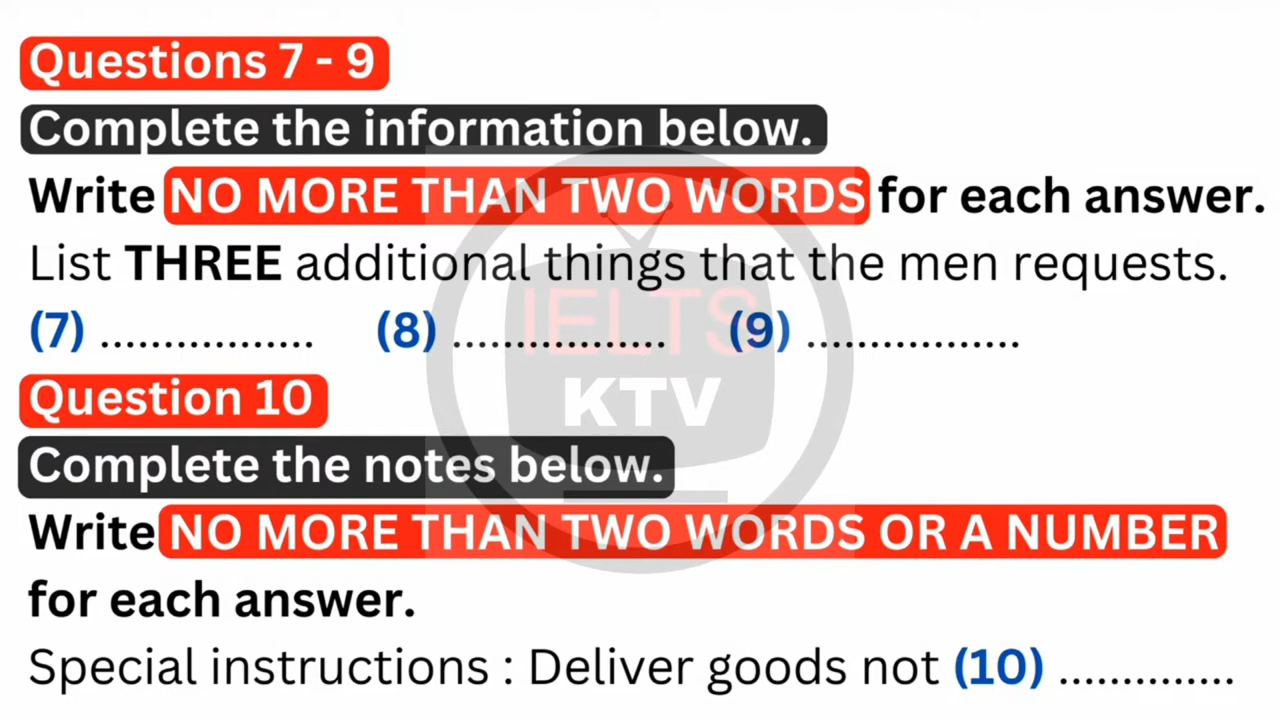 Questions 7 - 9
Complete the information below.
Write NO MORE THAN TWO WORDS for each answer.
List THREE additional things that the men requests.
(7) ................. (8) ................. (9) .................
IELTS
KTV
Question 10
Complete the notes below.
Write NO MORE THAN TWO WORDS OR A NUMBER
for each answer.
Special instructions : Deliver goods not (10) ..............